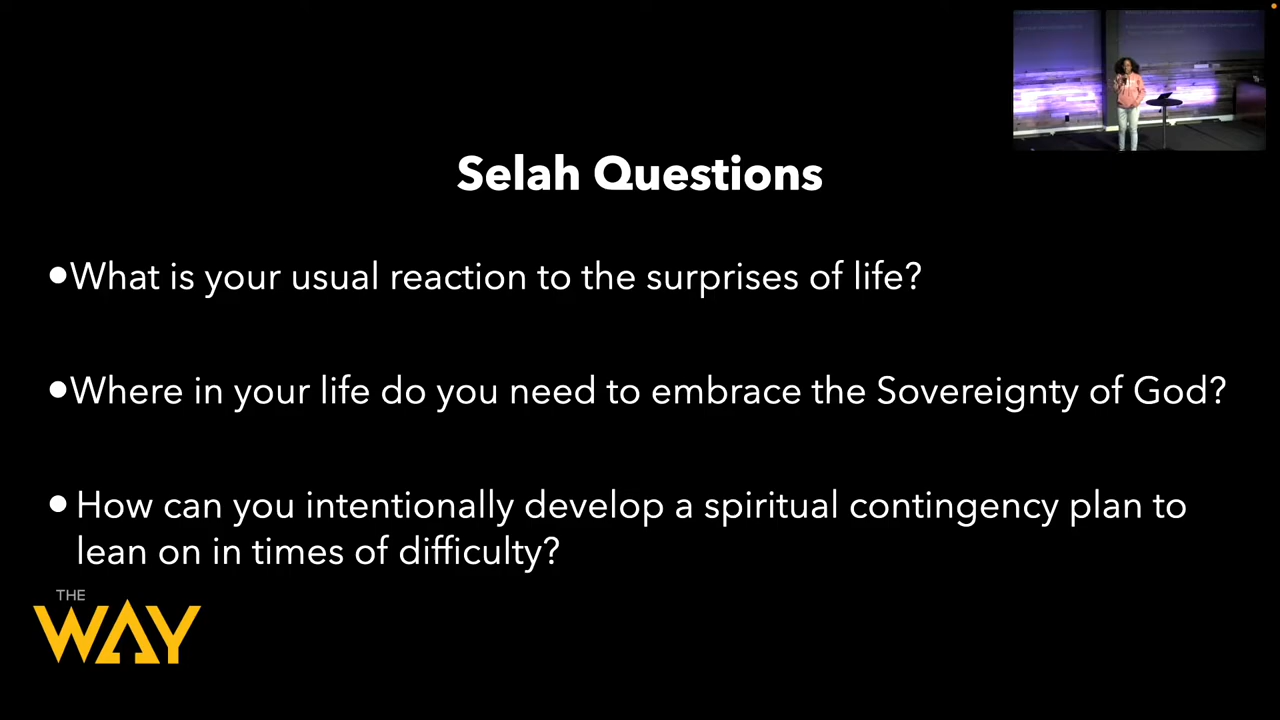 Selah Questions
•What is your usual reaction to the surprises of life?
•Where in your life do you need to embrace the Sovereignty of God?
• How can you intentionally develop a spiritual contingency plan to
lean on in times of difficulty?
THE
WAY